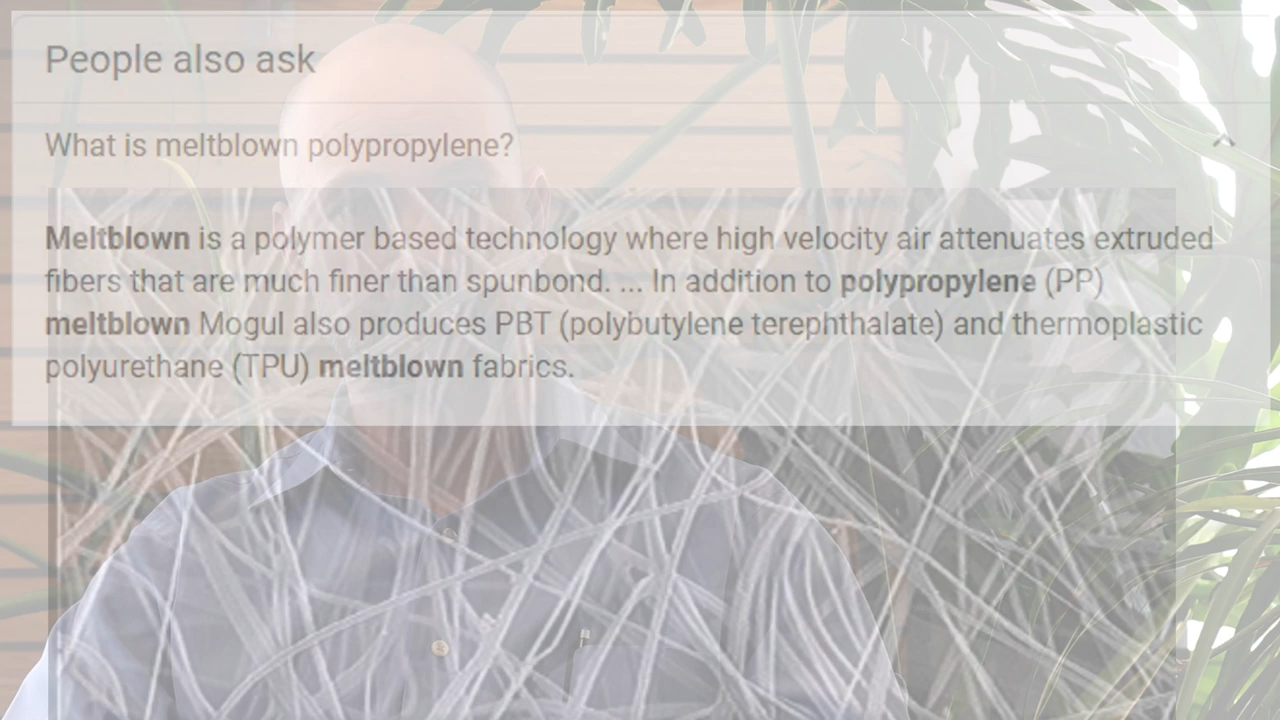 People also ask
What is meltblown polypropylene?
Meltblown is a polymer based technology where high velocity air attenuates extruded
fibers that are much finer than spunbond. ... In addition to polypropylene (PP)
meltblown Mogul also produces PBT (polybutylene terephthalate) and thermoplastic
polyurethane (TPU) meltblown fabrics.